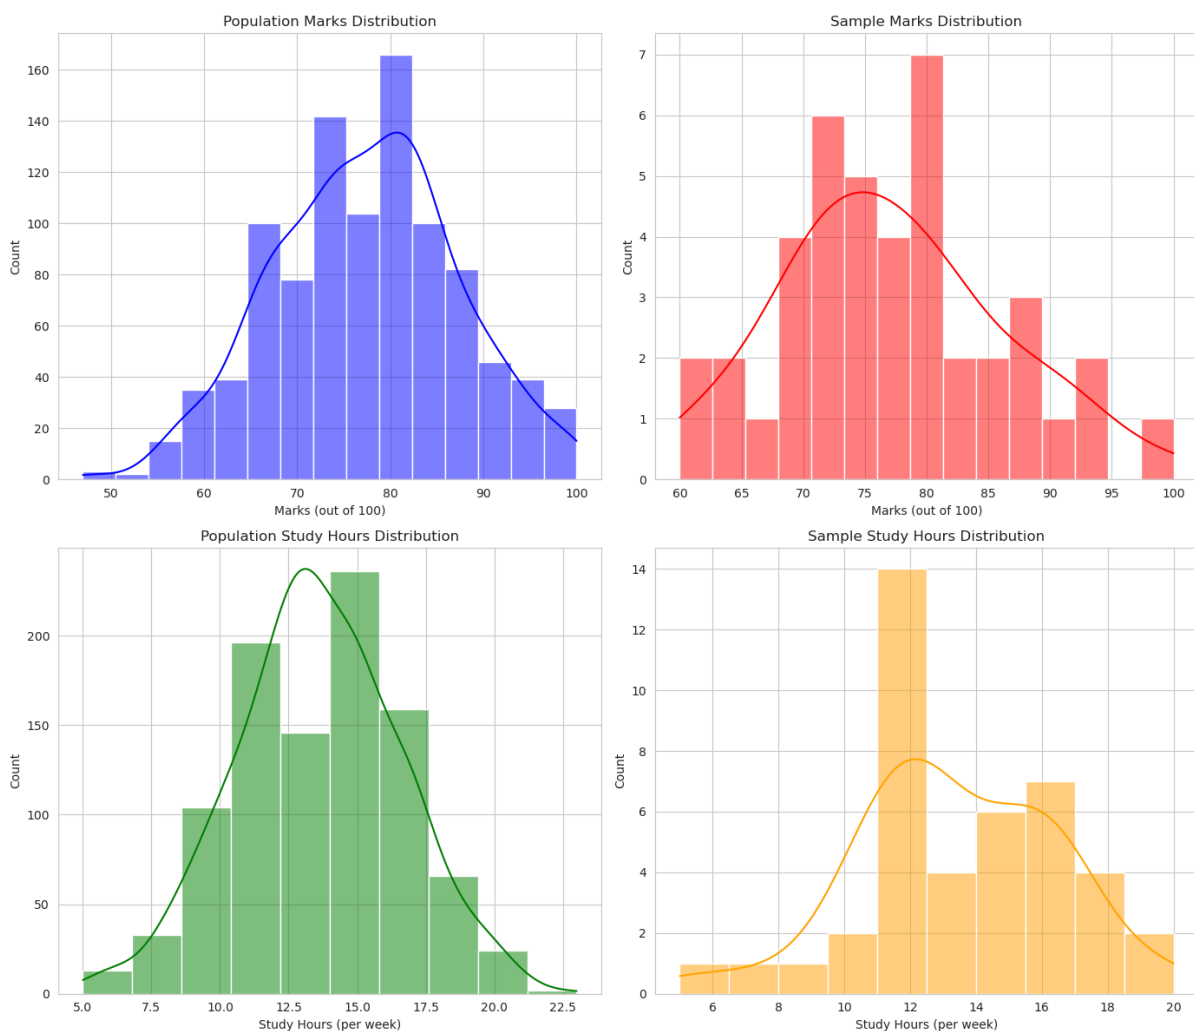 Population Marks Distribution
160
140
120
100
80
60
40
20
0
Count
50 60 70 80 90 100
Marks (out of 100)
Sample Marks Distribution
7
6
5
4
3
2
1
0
Count
60 65 70 75 80 85 90 95 100
Marks (out of 100)
Population Study Hours Distribution
200
150
100
50
0
Count
5.0 7.5 10.0 12.5 15.0 17.5 20.0 22.5
Study Hours (per week)
Sample Study Hours Distribution
14
12
10
8
6
4
2
0
Count
6 8 10 12 14 16 18 20
Study Hours (per week)